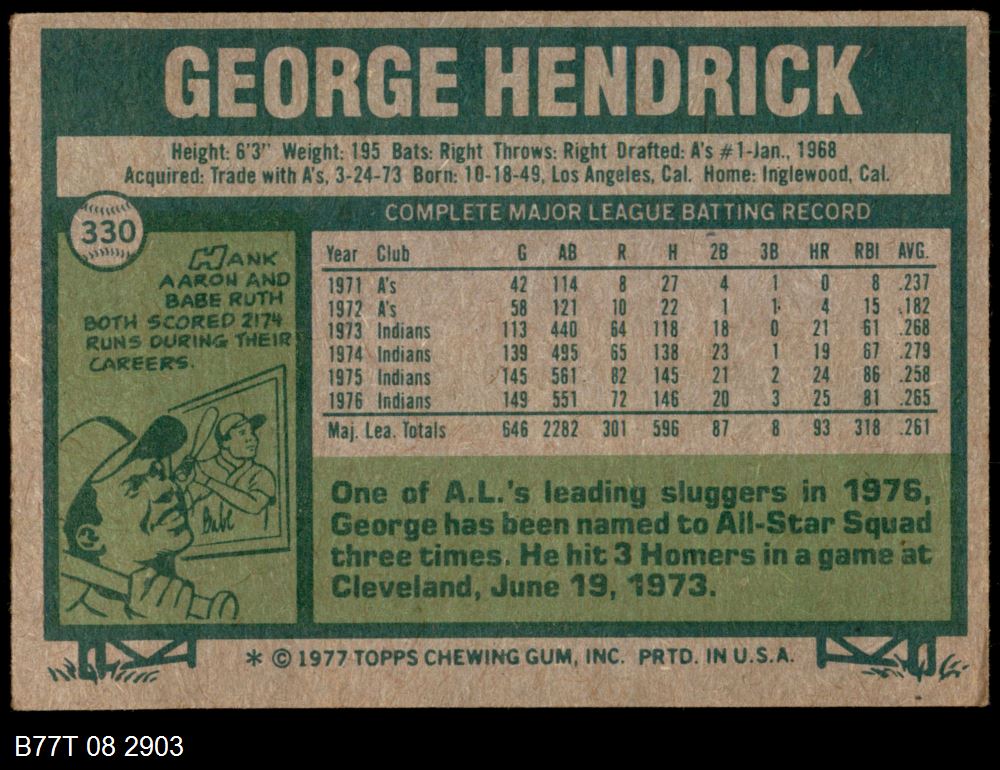 GEORGE HENDRICK
Height: 6'3" Weight: 195 Bats: Right Throws: Right Drafted: A's #1-Jan., 1968
Acquired: Trade with A's, 3-24-73 Born: 10-18-49, Los Angeles, Cal. Home: Inglewood, Cal.
330
HANK
AARON AND
BABE RUTH
BOTH SCORED 2174
RUNS DURING THEIR
CAREERS.
Babe
COMPLETE MAJOR LEAGUE BATTING RECORD
Year Club G AB R H 2B 3B HR RBI AVG.
1971 A's 42 114 8 27 4 1 0 8 .237
1972 A's 58 121 10 22 1 1 4 15 .182
1973 Indians 113 440 64 118 18 0 21 61 .268
1974 Indians 139 495 65 138 23 1 19 67 .279
1975 Indians 145 561 82 145 21 2 24 86 .258
1976 Indians 149 551 72 146 20 3 25 81 .265
Maj. Lea. Totals 646 2282 301 596 87 8 93 318 .261
One of A.L.'s leading sluggers in 1976,
George has been named to All-Star Squad
three times. He hit 3 Homers in a game at
Cleveland, June 19, 1973.
* © 1977 TOPPS CHEWING GUM, INC. PRTD. IN U.S.A.
B77T 08 2903